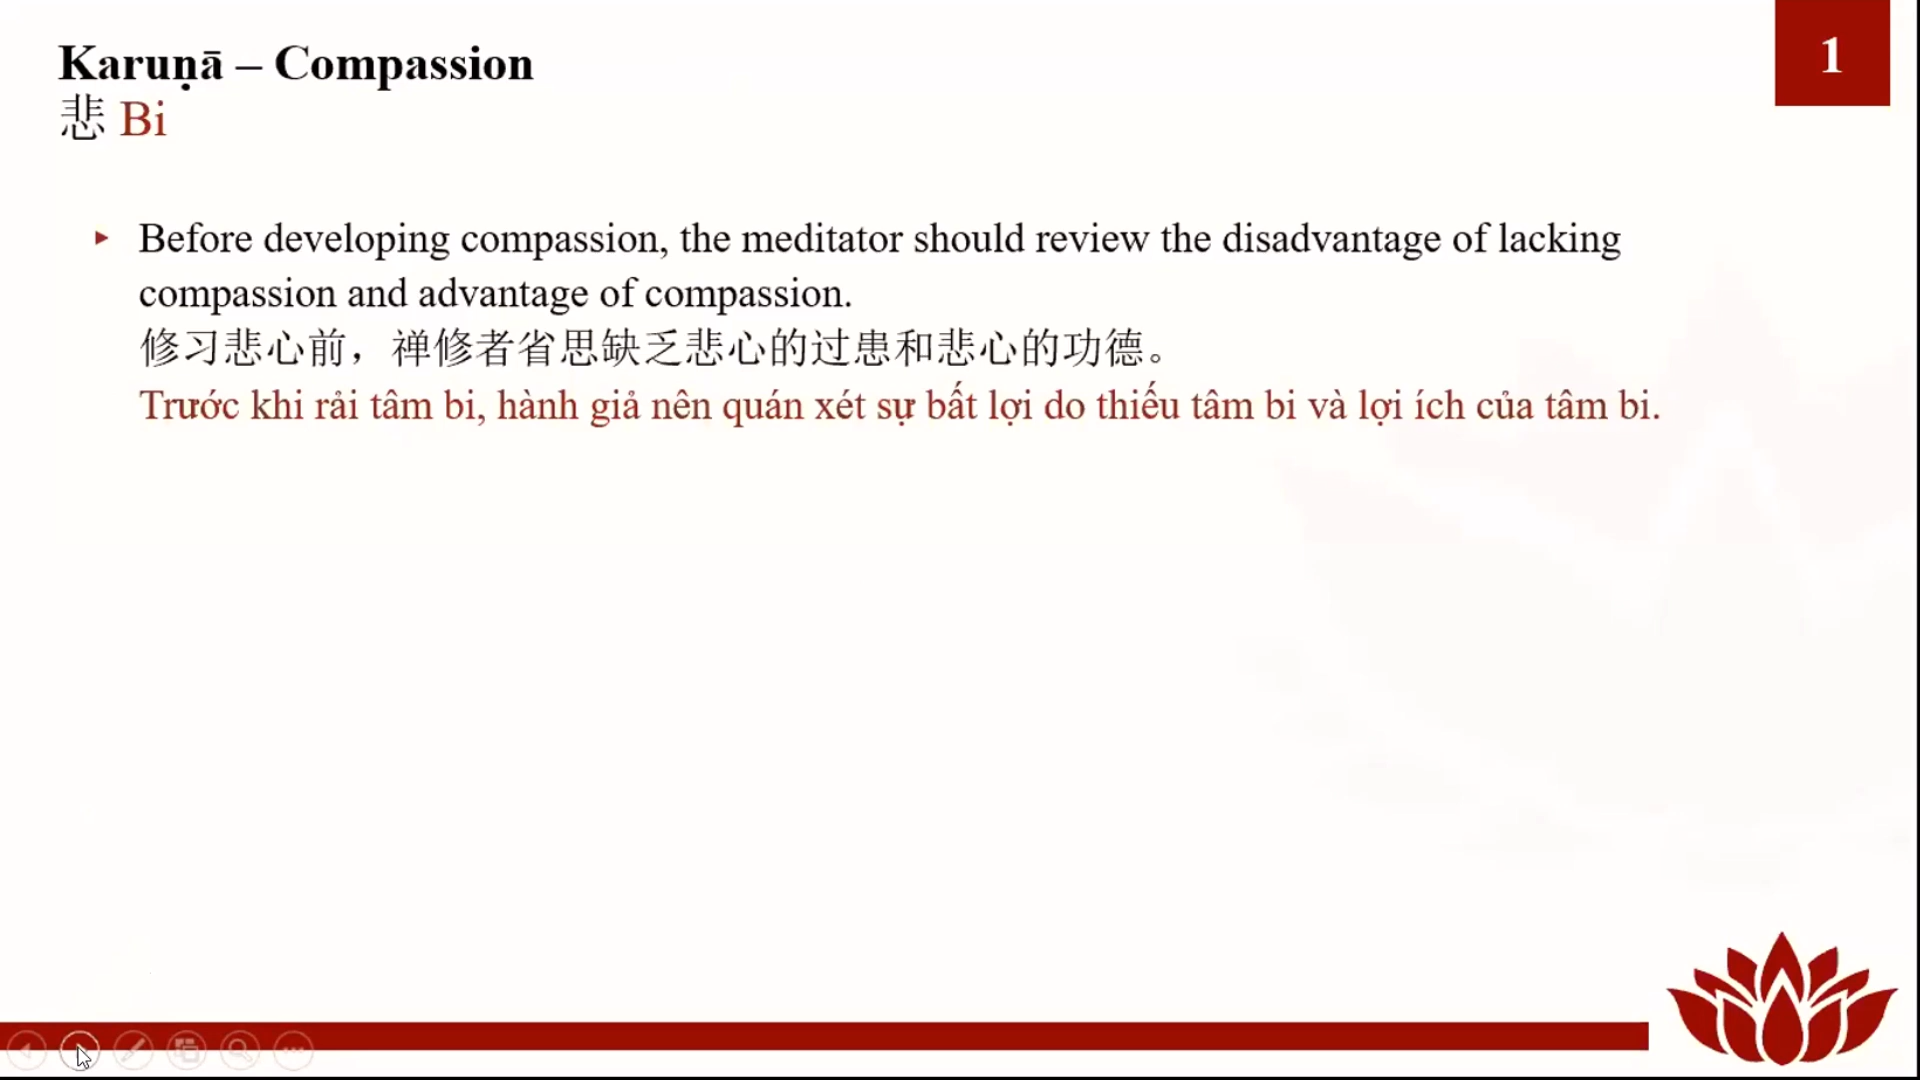 Karuṇā – Compassion
悲 Bi
1
Before developing compassion, the meditator should review the disadvantage of lacking
compassion and advantage of compassion.
修习悲心前，禅修者省思缺乏悲心的过患和悲心的功德。
Trước khi rải tâm bi, hành giả nên quán xét sự bất lợi do thiếu tâm bi và lợi ích của tâm bi.